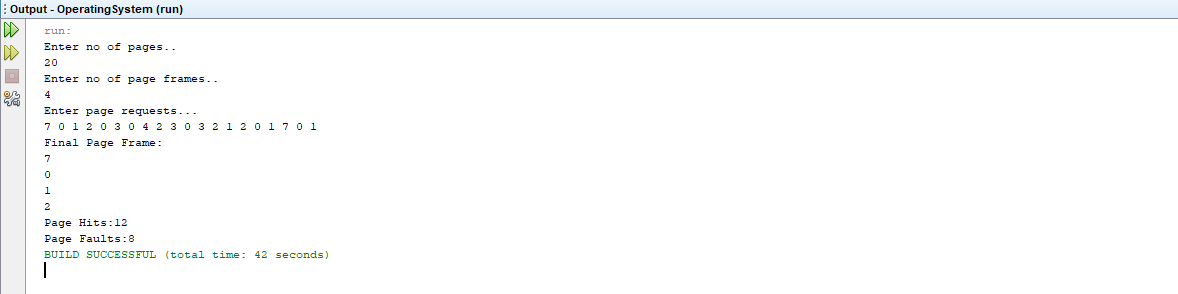 Output - OperatingSystem (run)
run:
Enter no of pages..
20
Enter no of page frames..
4
Enter page requests...
7 0 1 2 0 3 0 4 2 3 0 3 2 1 2 0 1 7 0 1
Final Page Frame:
7
0
1
2
Page Hits:12
Page Faults:8
BUILD SUCCESSFUL (total time: 42 seconds)